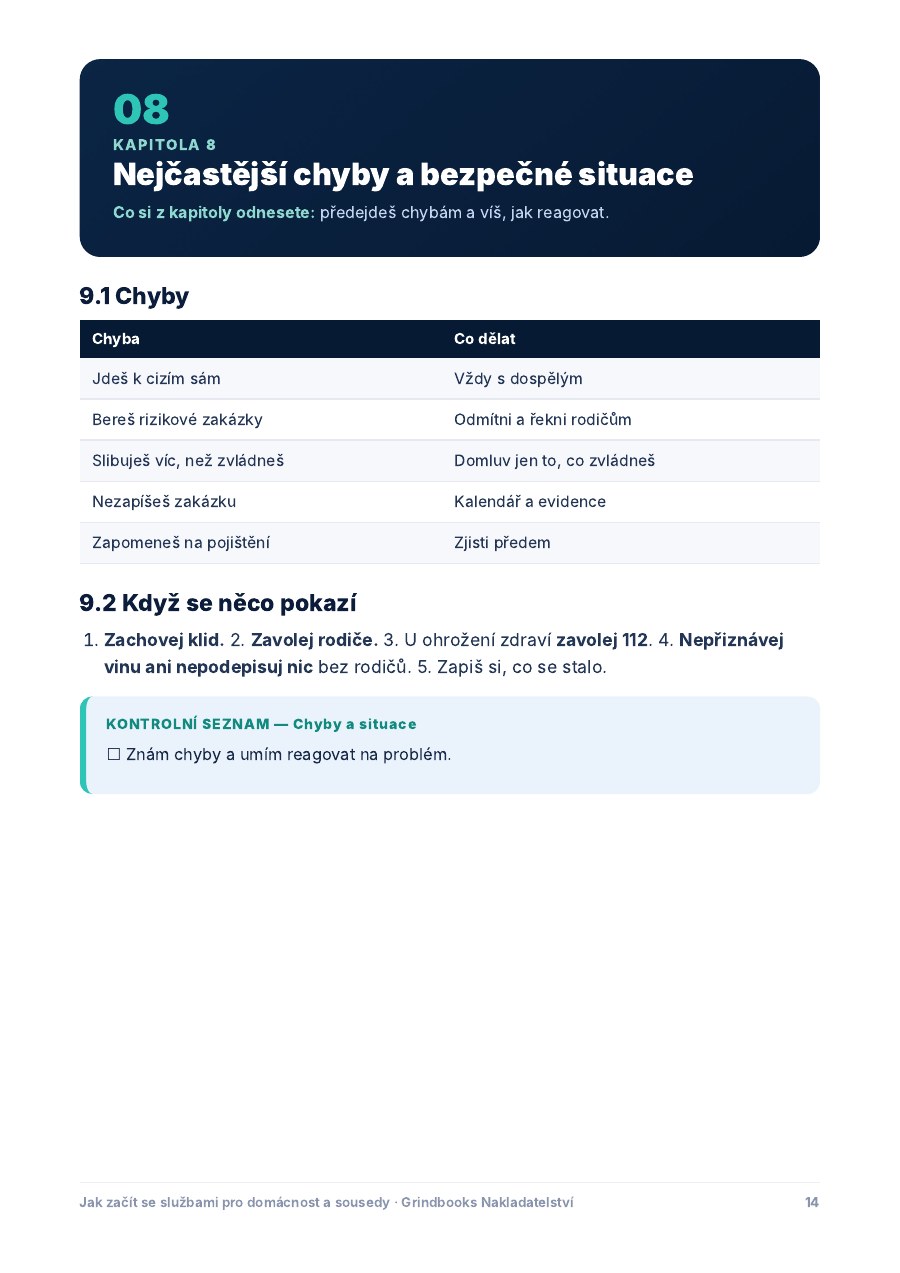 08
KAPITOLA 8
Nejčastější chyby a bezpečné situace
Co si z kapitoly odnesete: předejdeš chybám a víš, jak reagovat.
9.1 Chyby
Chyba Co dělat
Jdeš k cizím sám Vždy s dospělým
Bereš rizikové zakázky Odmítni a řekni rodičům
Slibuješ víc, než zvládneš Domluv jen to, co zvládneš
Nezapíšeš zakázku Kalendář a evidence
Zapomeneš na pojištění Zjisti předem
9.2 Když se něco pokazí
1. Zachovej klid. 2. Zavolej rodiče. 3. U ohrožení zdraví zavolej 112. 4. Nepřiznávej
vinu ani nepodepisuj nic bez rodičů. 5. Zapiš si, co se stalo.
KONTROLNÍ SEZNAM — Chyby a situace
☐ Znám chyby a umím reagovat na problém.
Jak začít se službami pro domácnost a sousedy · Grindbooks Nakladatelství 14